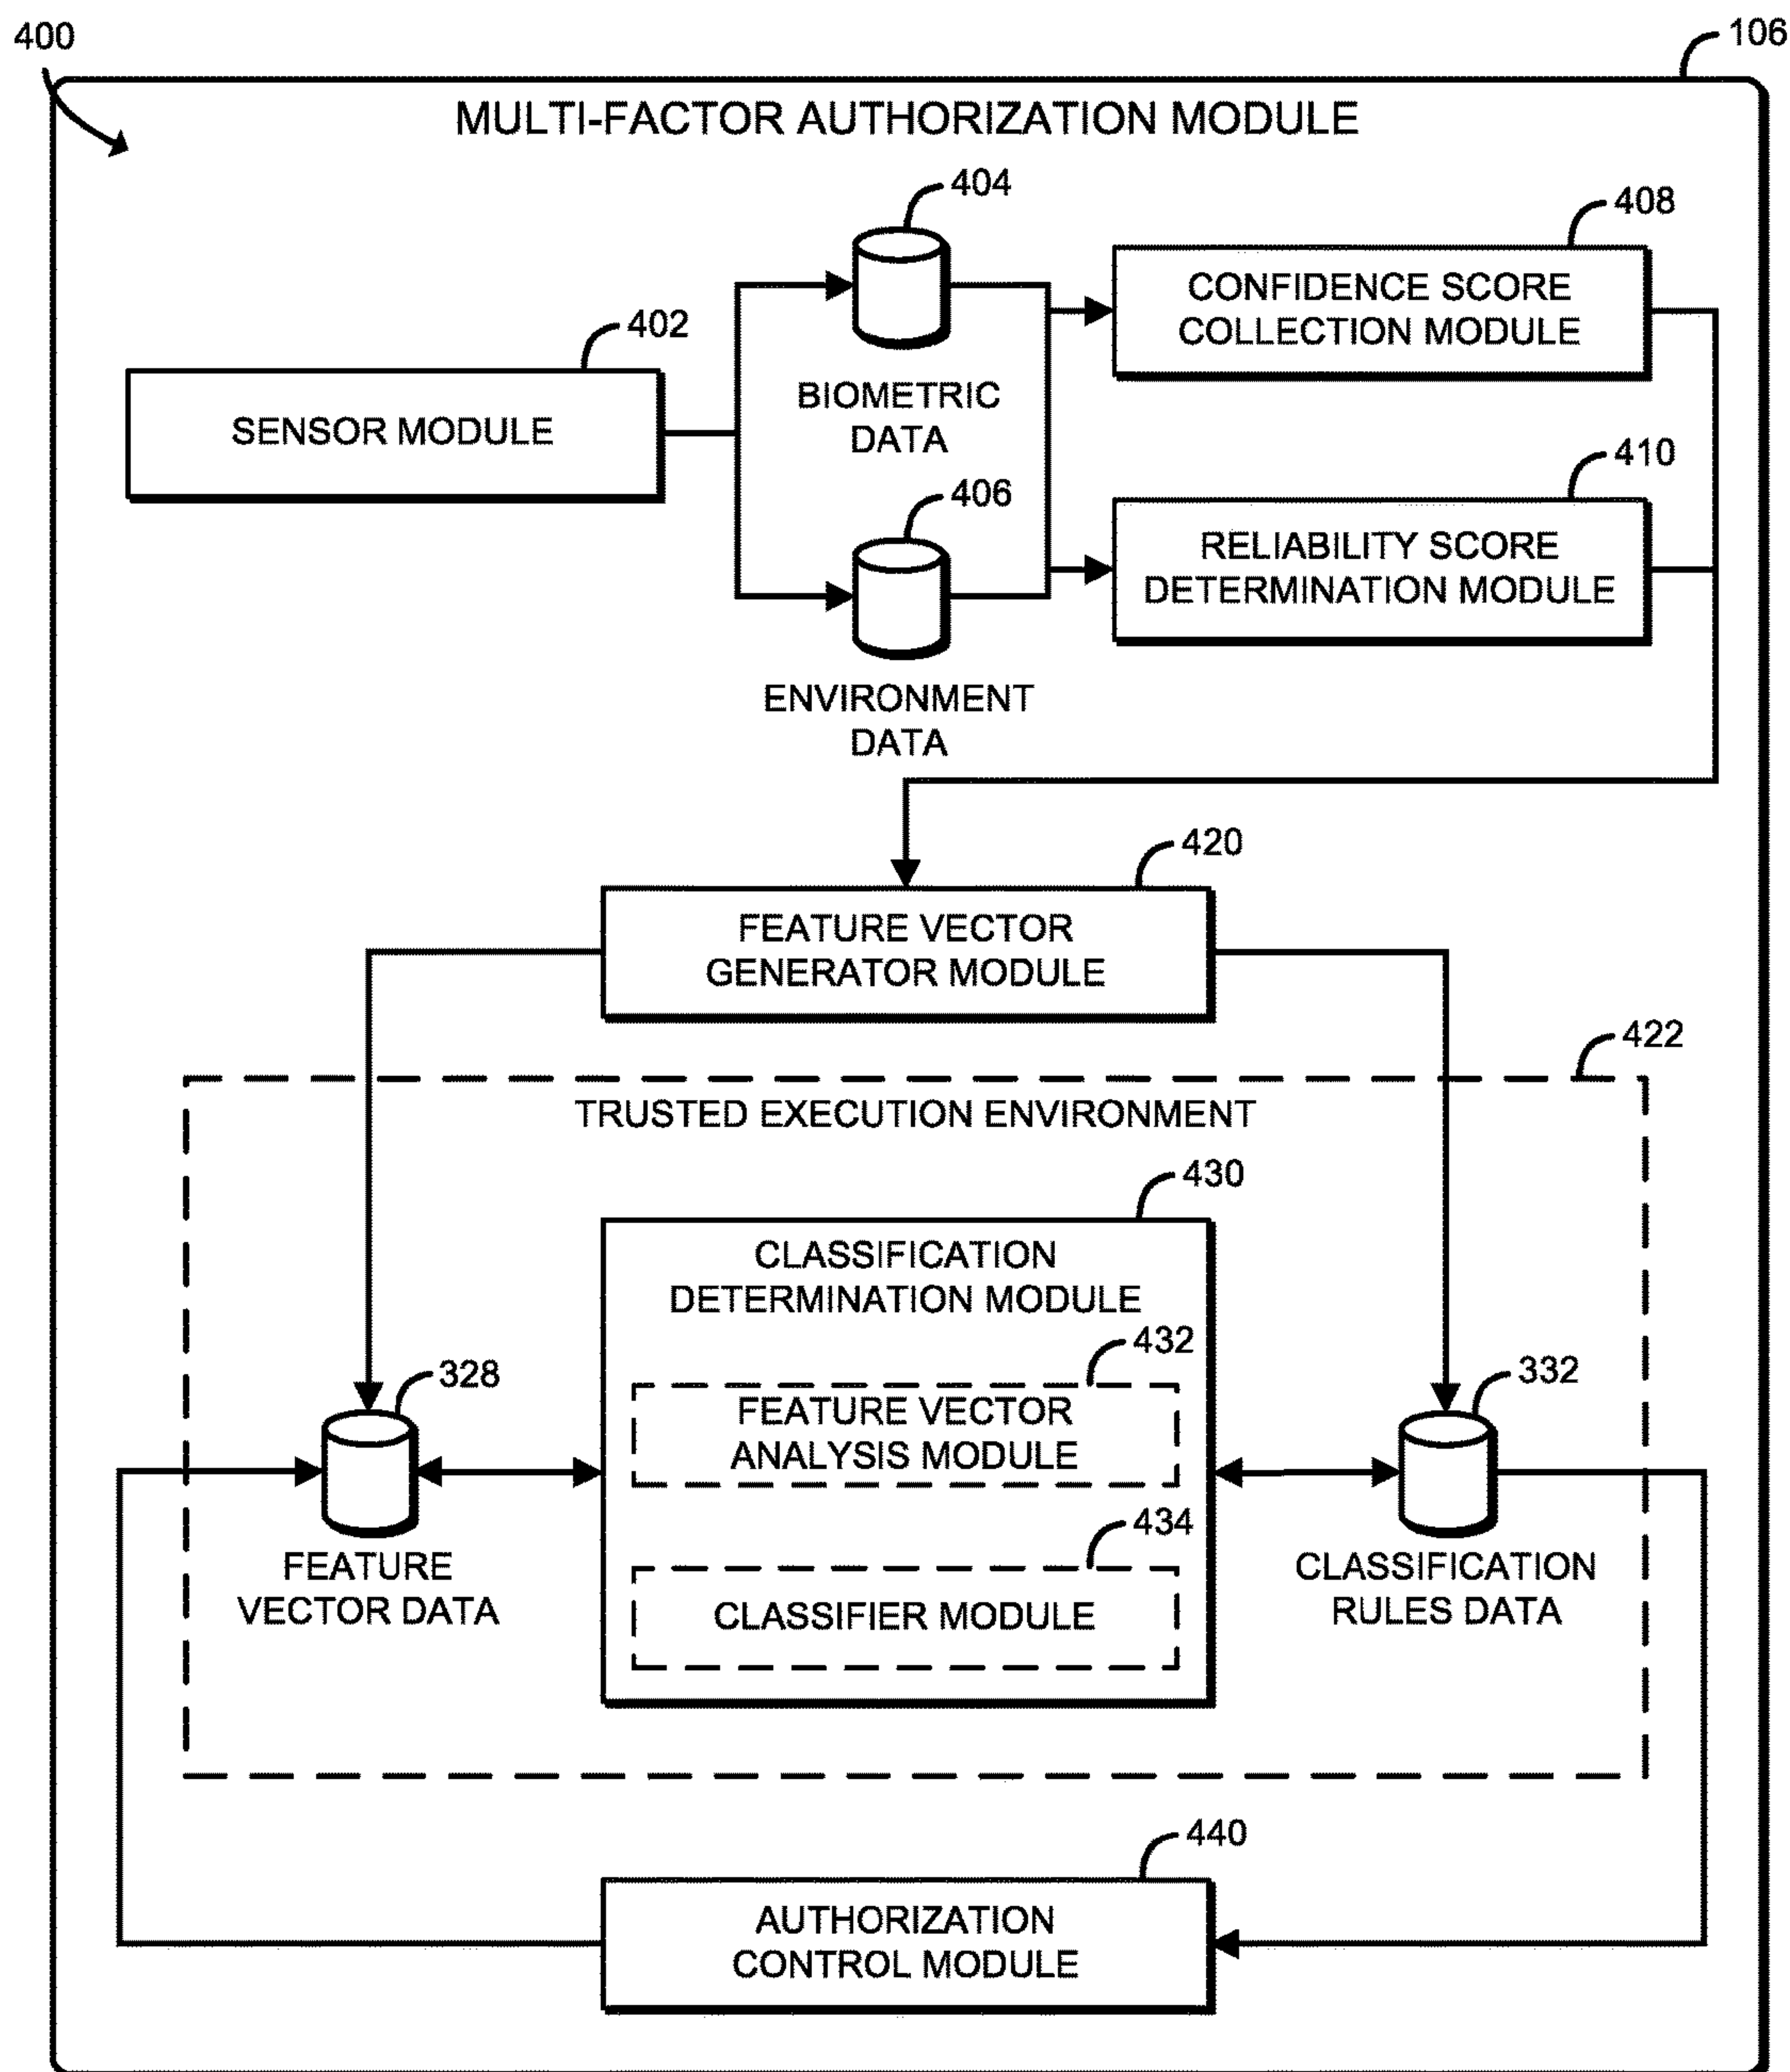 400
106
MULTI-FACTOR AUTHORIZATION MODULE
404
408
CONFIDENCE SCORE
COLLECTION MODULE
402
SENSOR MODULE
BIOMETRIC
DATA
410
406
RELIABILITY SCORE
DETERMINATION MODULE
ENVIRONMENT
DATA
420
FEATURE VECTOR
GENERATOR MODULE
422
TRUSTED EXECUTION ENVIRONMENT
430
CLASSIFICATION
DETERMINATION MODULE
432
328
332
FEATURE VECTOR
ANALYSIS MODULE
434
FEATURE
VECTOR DATA
CLASSIFIER MODULE
CLASSIFICATION
RULES DATA
440
AUTHORIZATION
CONTROL MODULE